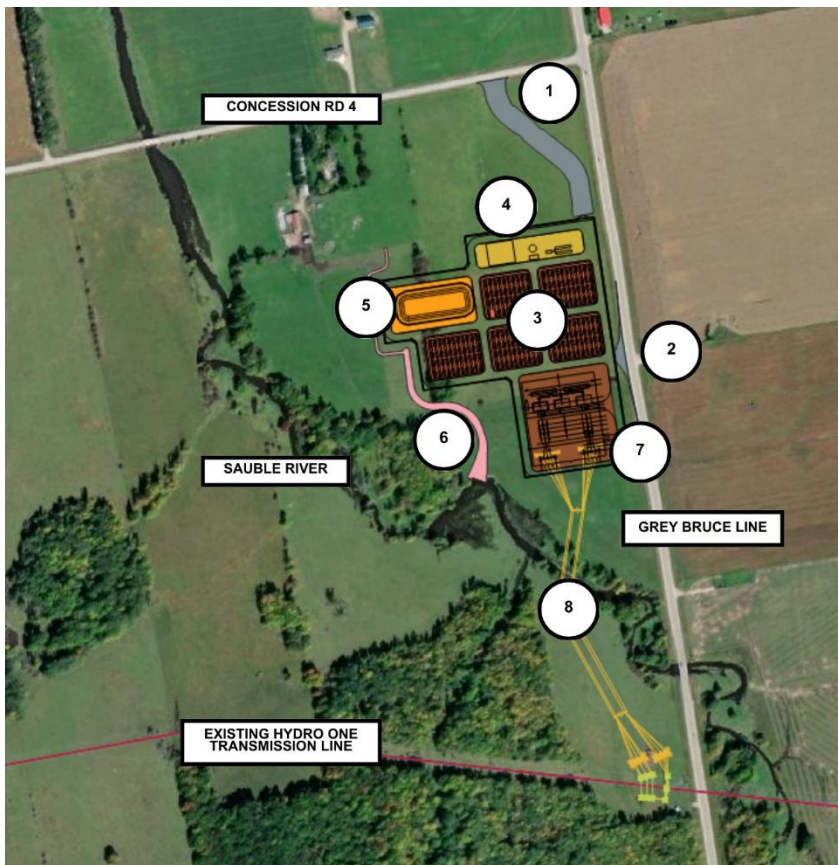 1
CONCESSION RD 4
4
5
3
2
6
7
SAUBLE RIVER
GREY BRUCE LINE
8
EXISTING HYDRO ONE
TRANSMISSION LINE